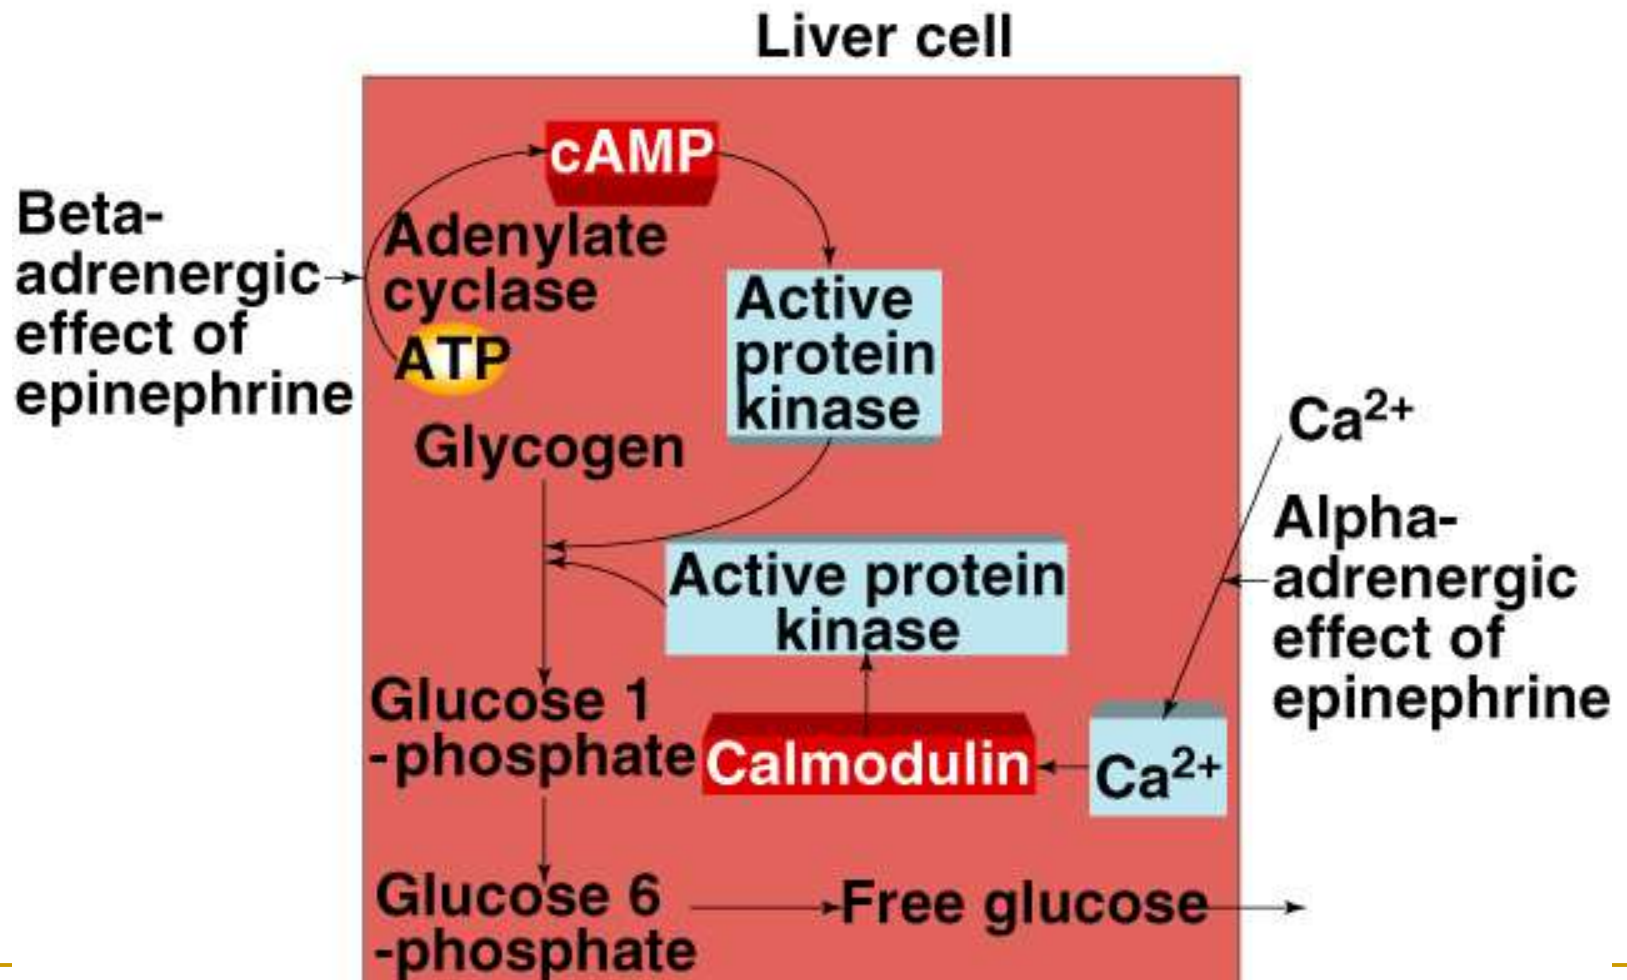 Liver cell
cAMP
Beta-
adrenergic
effect of
epinephrine
Adenylate
cyclase
ATP
Active
protein
kinase
Glycogen
Ca²⁺
Alpha-
adrenergic
effect of
epinephrine
Active protein
kinase
Glucose 1
-phosphate
Calmodulin
Ca²⁺
Glucose 6
-phosphate
Free glucose